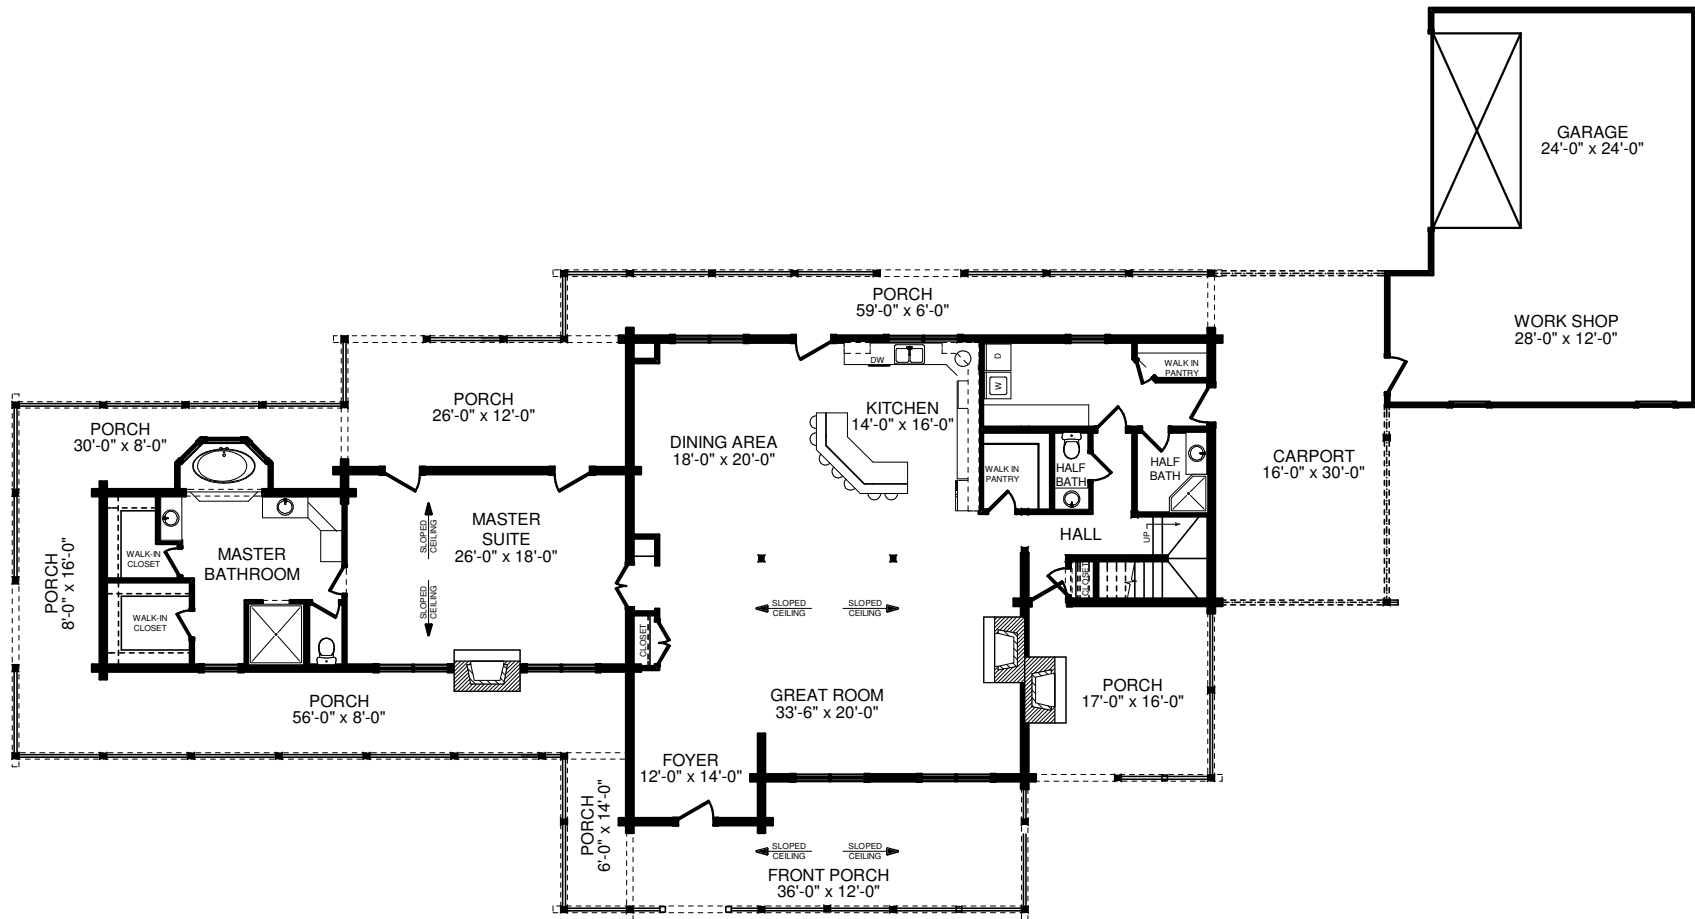 GARAGE
24'-0" x 24'-0"
WORK SHOP
28'-0" x 12'-0"
PORCH
59'-0" x 6'-0"
DW
D
W
WALK IN
PANTRY
PORCH
26'-0" x 12'-0"
KITCHEN
14'-0" x 16'-0"
DINING AREA
18'-0" x 20'-0"
PORCH
30'-0" x 8'-0"
CARPORT
16'-0" x 30'-0"
WALK IN
PANTRY
HALF
BATH
HALF
BATH
HALL
UP
CLOSET
MASTER
SUITE
26'-0" x 18'-0"
SLOPED
CEILING
SLOPED
CEILING
MASTER
BATHROOM
WALK-IN
CLOSET
WALK-IN
CLOSET
PORCH
8'-0" x 16'-0"
SLOPED
CEILING
SLOPED
CEILING
CLOSET
GREAT ROOM
33'-6" x 20'-0"
PORCH
17'-0" x 16'-0"
PORCH
56'-0" x 8'-0"
FOYER
12'-0" x 14'-0"
PORCH
6'-0" x 14'-0"
SLOPED
CEILING
SLOPED
CEILING
FRONT PORCH
36'-0" x 12'-0"